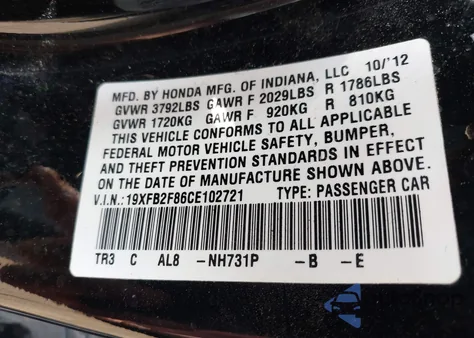 MFD. BY HONDA MFG. OF INDIANA, LLC 10/'12
GVWR 3792LBS GAWR F 2029LBS R 1786LBS
GVWR 1720KG GAWR F 920KG R 810KG
THIS VEHICLE CONFORMS TO ALL APPLICABLE
FEDERAL MOTOR VEHICLE SAFETY, BUMPER,
AND THEFT PREVENTION STANDARDS IN EFFECT
ON THE DATE OF MANUFACTURE SHOWN ABOVE.
V.I.N.:19XFB2F86CE102721 TYPE: PASSENGER CAR
TR3 C AL8 -NH731P -B -E